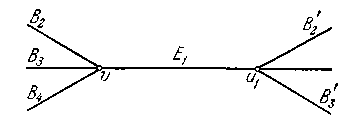 B₂ B₂'
E₁
B₃
υ u₁
B₄ B₃'